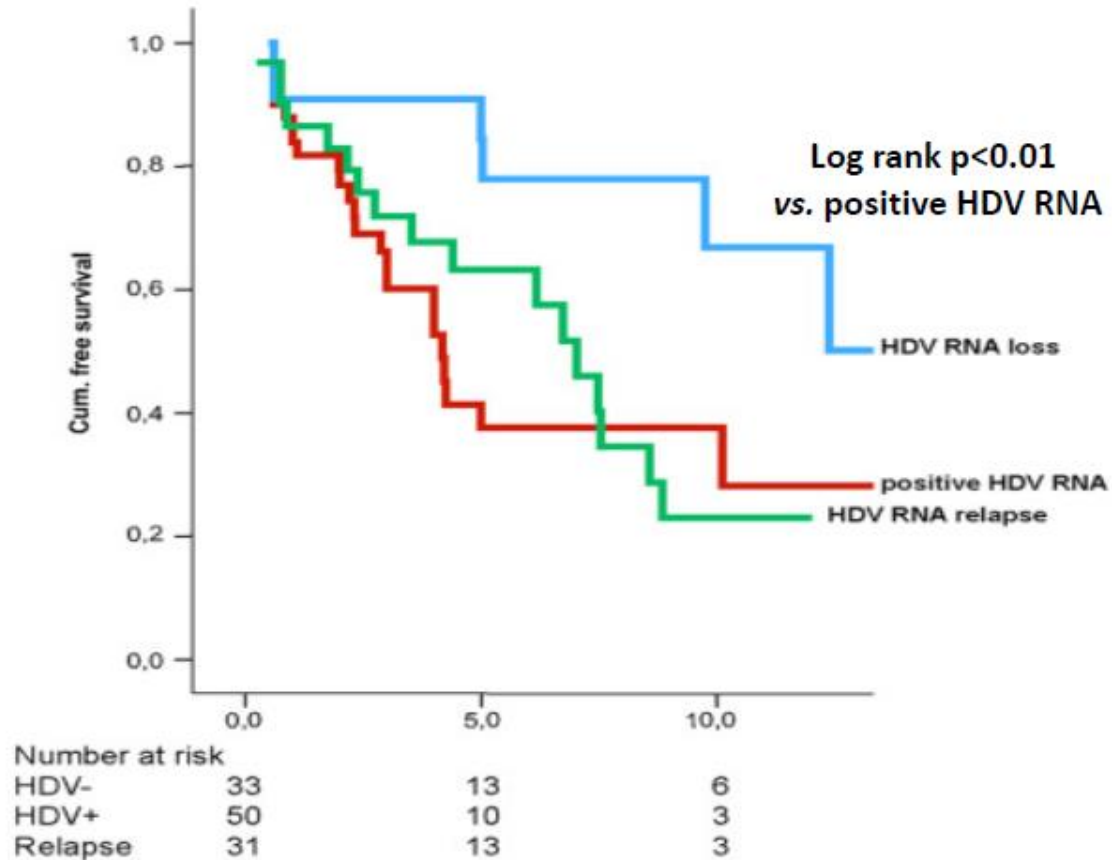 1,0
0,8
0,6
0,4
0,2
0,0
Cum. free survival
Log rank p<0.01
vs. positive HDV RNA
HDV RNA loss
positive HDV RNA
HDV RNA relapse
0,0 5,0 10,0
Number at risk
HDV- 33 13 6
HDV+ 50 10 3
Relapse 31 13 3